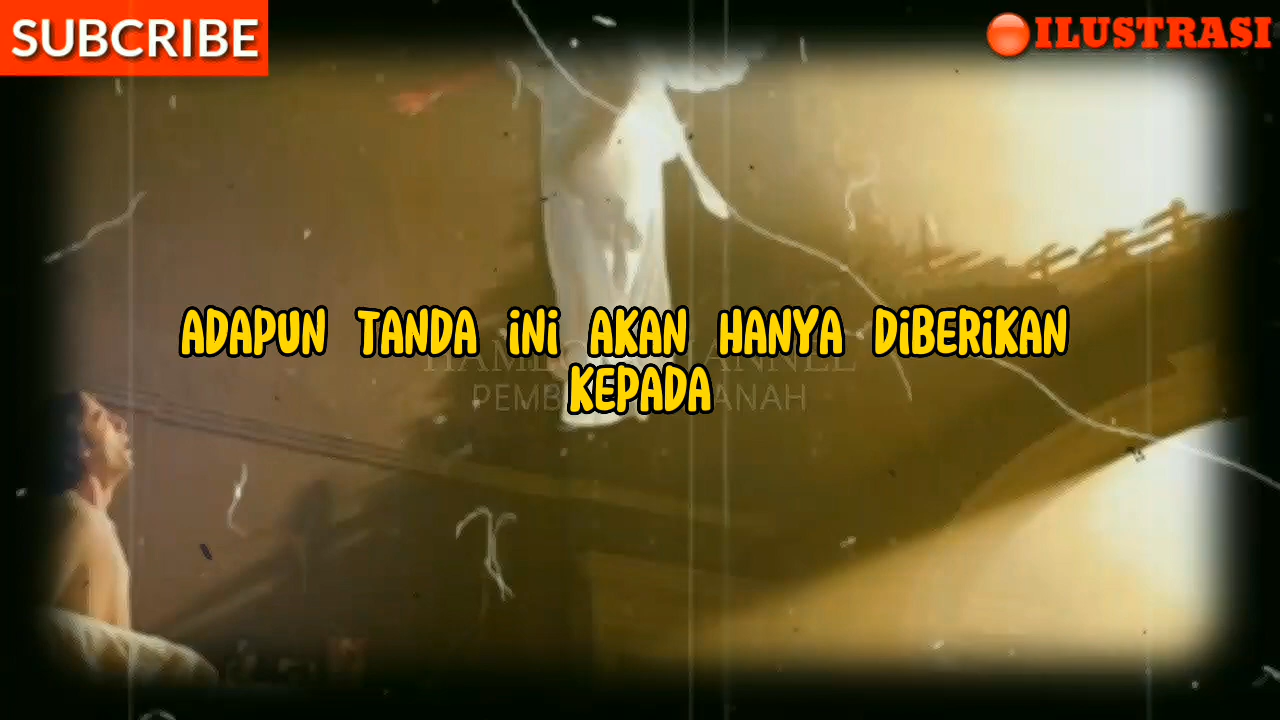 SUBCRIBE
🔴ILUSTRASI
ADAPUN TANDA iNi AKAN HANYA DiBERiKAN
KEPADA